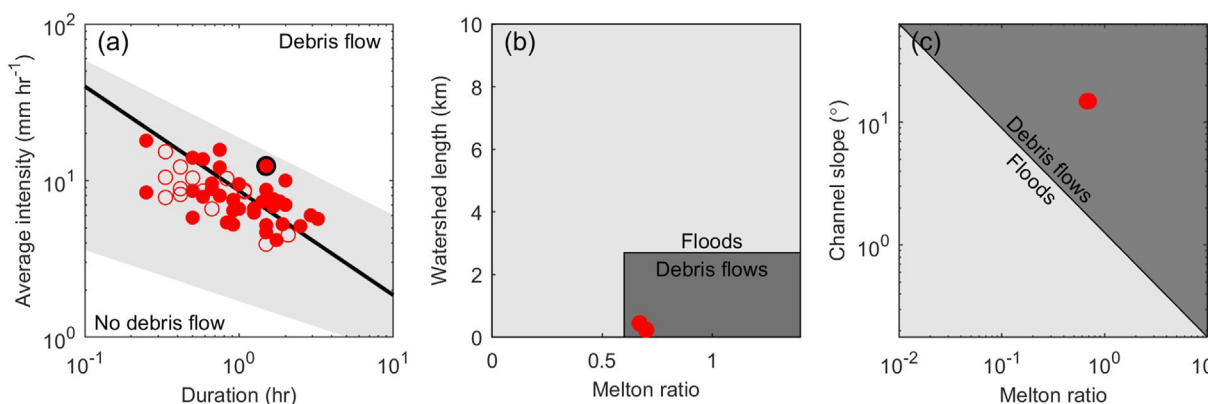 (a)
Debris flow
No debris flow
Average intensity (mm hr⁻¹)
10²
10¹
10⁰
10⁻¹
10⁰
10¹
Duration (hr)
(b)
Floods
Debris flows
Watershed length (km)
10
8
6
4
2
0
0
0.5
1
Melton ratio
(c)
Debris flows
Floods
Channel slope (°)
10¹
10⁰
10⁻²
10⁻¹
10⁰
Melton ratio